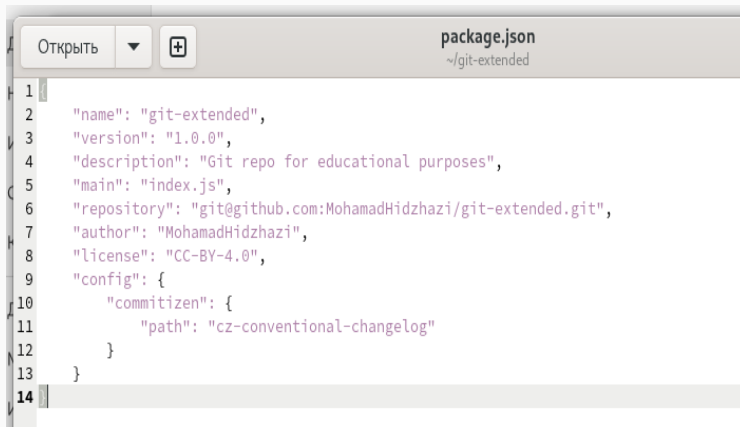 Открыть
package.json
~/git-extended
1 {
2 "name": "git-extended",
3 "version": "1.0.0",
4 "description": "Git repo for educational purposes",
5 "main": "index.js",
6 "repository": "git@github.com:MohamadHidzhazi/git-extended.git",
7 "author": "MohamadHidzhazi",
8 "license": "CC-BY-4.0",
9 "config": {
10 "commitizen": {
11 "path": "cz-conventional-changelog"
12 }
13 }
14 }